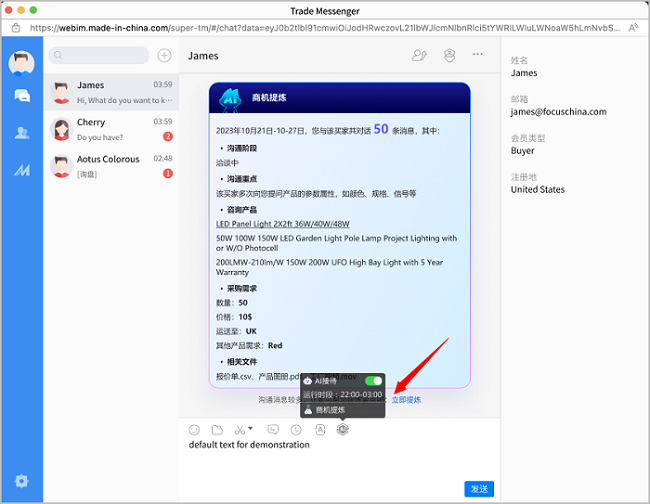 Trade Messenger
https://webim.made-in-china.com/super-tm/#/chat?data=eyJ0b2tlbl91cmwiOiJodHRwczovL21lbWJlcmNlbnRlci5tYWRlLWluLWNoaW5hLmNvbS...
James
James
03:59
Hi, What do you want to k...
Cherry
03:59
Do you have?
2
Aotus Colorous
02:48
[询盘]
1
AI
商机提炼
2023年10月21日-10-27日，您与该买家共对话 50 条消息，其中：
• 沟通阶段
洽谈中
• 沟通重点
该买家多次向您提问产品的参数属性，如颜色、规格、信号等
• 咨询产品
LED Panel Light 2X2ft 36W/40W/48W
50W 100W 150W LED Garden Light Pole Lamp Project Lighting with
or W/O Photocell
200LMW-210lm/W 150W 200W UFO High Bay Light with 5 Year
Warranty
• 采购需求
数量：50
价格：10$
运送至：UK
其他产品需求：Red
• 相关文件
报价单.csv、产品图册.pdf
.mov
AI接待
运行时段：22:00-03:00
商机提炼
沟通消息较多
立即提炼
default text for demonstration
发送
姓名
James
邮箱
james@focuschina.com
会员类型
Buyer
注册地
United States